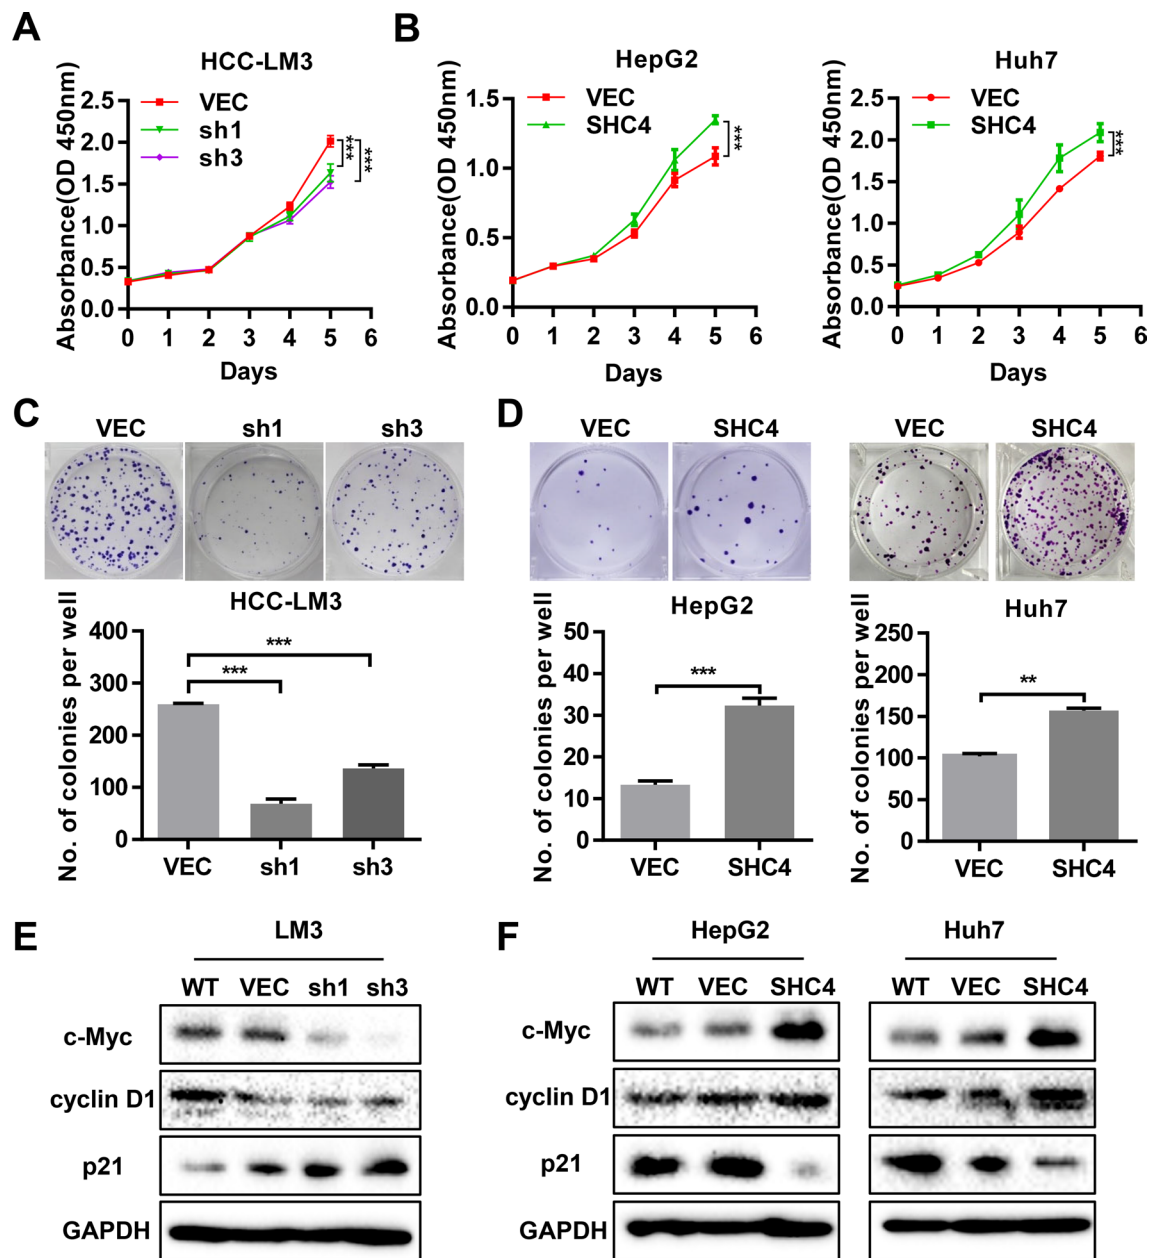 A
HCC-LM3
Absorbance(OD 450nm)
2.5
2.0
1.5
1.0
0.5
0.0
VEC
sh1
sh3
***
***
0 1 2 3 4 5 6
Days
B
HepG2
Absorbance(OD 450nm)
1.5
1.0
0.5
0.0
VEC
SHC4
***
0 1 2 3 4 5 6
Days
Huh7
Absorbance(OD 450nm)
2.5
2.0
1.5
1.0
0.5
0.0
VEC
SHC4
***
0 1 2 3 4 5 6
Days
C
VEC sh1 sh3
HCC-LM3
No. of colonies per well
400
300
200
100
0
***
***
VEC sh1 sh3
D
VEC SHC4
HepG2
No. of colonies per well
50
40
30
20
10
0
***
VEC SHC4
VEC SHC4
Huh7
No. of colonies per well
250
200
150
100
50
0
**
VEC SHC4
E
LM3
WT VEC sh1 sh3
c-Myc
cyclin D1
p21
GAPDH
F
HepG2
WT VEC SHC4
Huh7
WT VEC SHC4
c-Myc
cyclin D1
p21
GAPDH